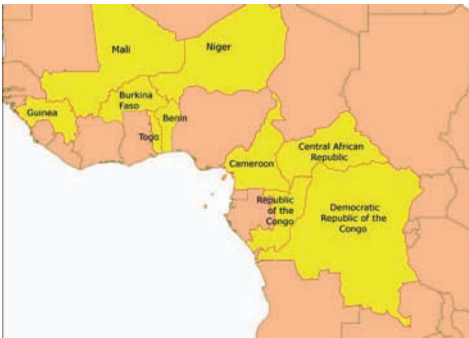 Mali
Niger
Burkina
Faso
Guinea
Benin
Togo
Central African
Republic
Cameroon
Republic
of the
Congo
Democratic
Republic of the
Congo